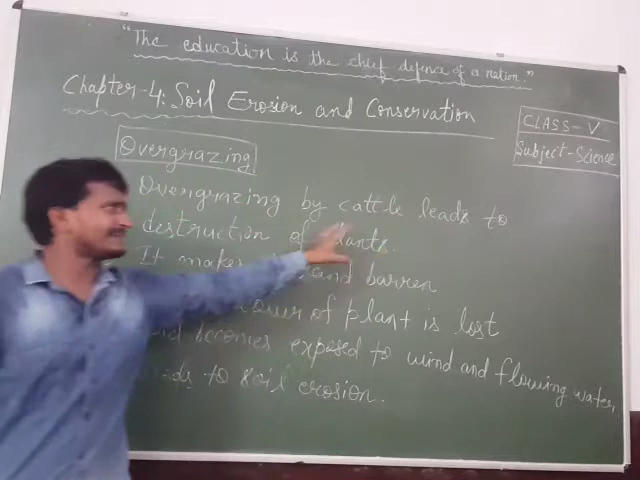 "The education is the chief defence of a nation."
Chapter-4: Soil Erosion and Conservation
CLASS-V
Subject-Science
Overgrazing
Overgrazing by cattle leads to
destruction of plants.
It makes and barren
of plant is lost
becomes exposed to wind and flowing water,
to soil erosion.